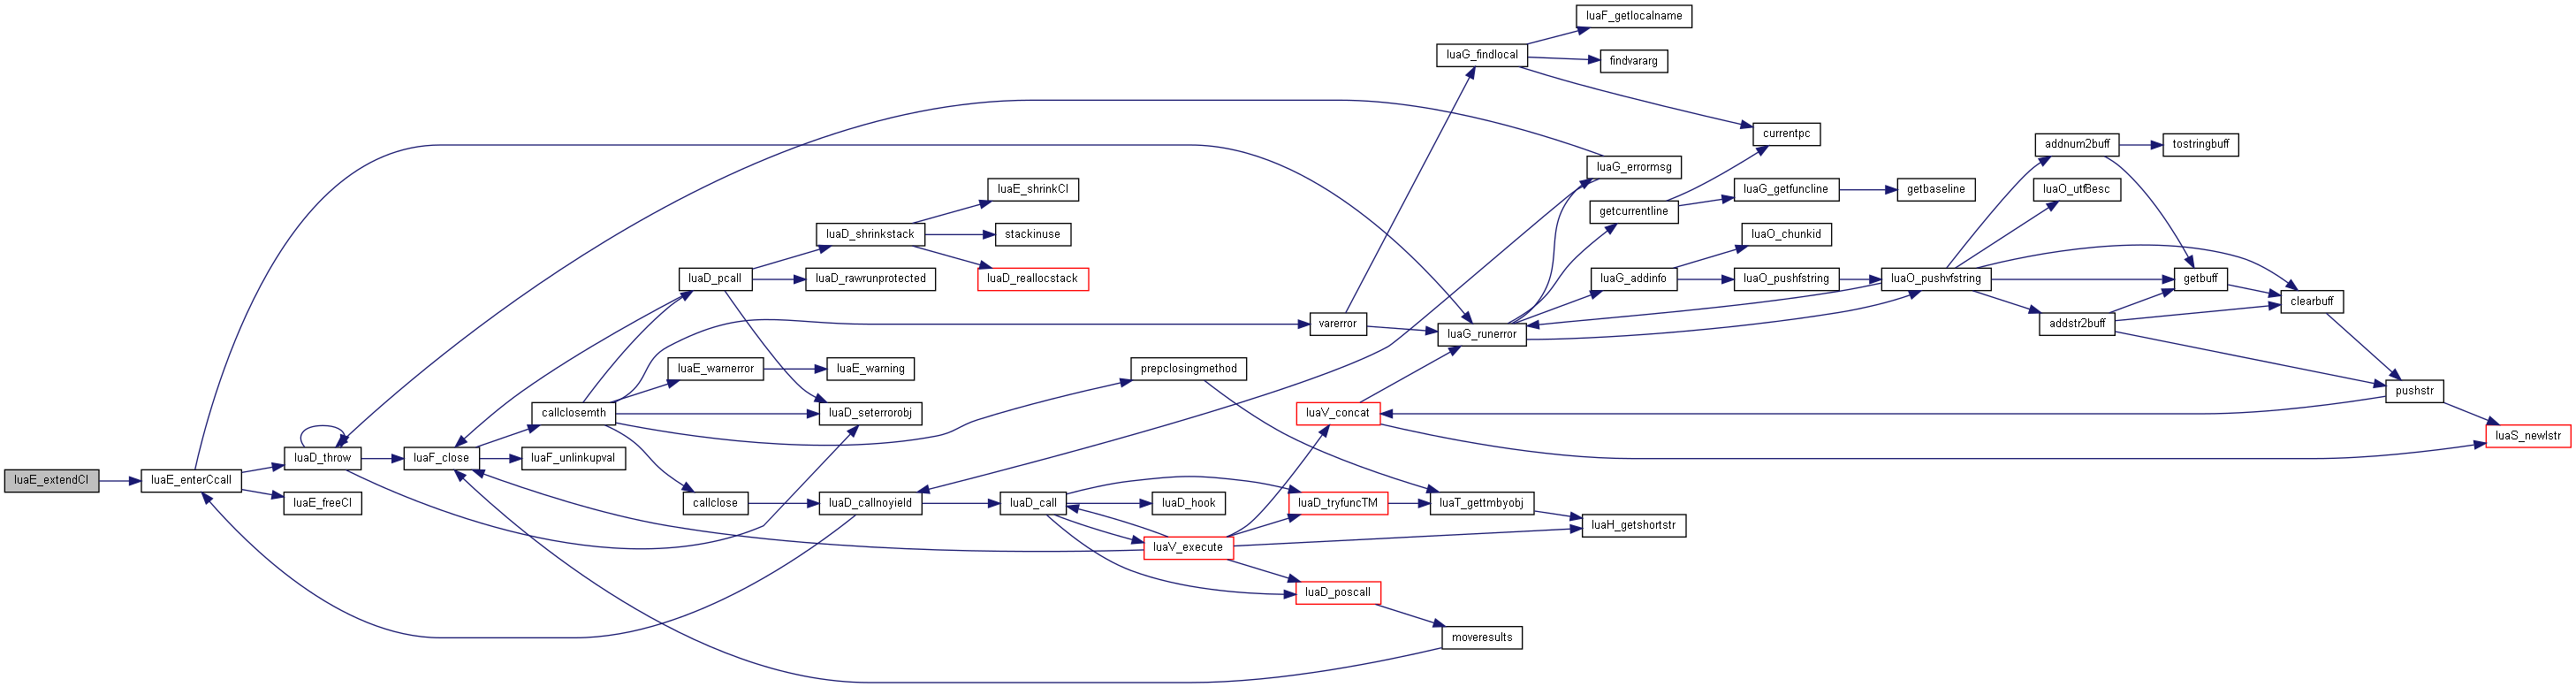 luaF_getlocalname
luaG_findlocal
findvararg
currentpc
addnum2buff
tostringbuff
luaG_errormsg
luaE_shrinkCI
luaG_getfuncline
getbaseline
luaO_utf8esc
getcurrentline
luaD_shrinkstack
stackinuse
luaO_chunkid
luaD_pcall
luaD_rawrunprotected
luaD_reallocstack
luaG_addinfo
luaO_pushfstring
luaO_pushvfstring
getbuff
clearbuff
varerror
luaG_runerror
addstr2buff
luaE_warnerror
luaE_warning
prepclosingmethod
pushstr
callclosemth
luaD_seterrorobj
luaV_concat
luaS_newlstr
luaD_throw
luaF_close
luaF_unlinkupval
luaE_extendCI
luaE_enterCcall
luaE_freeCI
callclose
luaD_callnoyield
luaD_call
luaD_hook
luaD_tryfuncTM
luaT_gettmbyobj
luaH_getshortstr
luaV_execute
luaD_poscall
moveresults